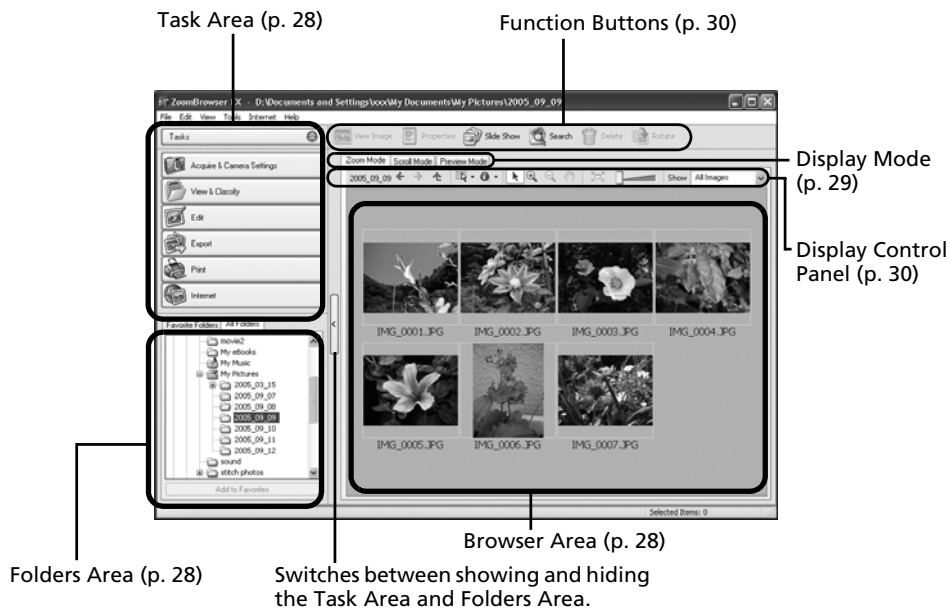 Task Area (p. 28)
Function Buttons (p. 30)
ZoomBrowser EX - D:\Documents and Settings\xxx\My Documents\My Pictures\2005_09_09
File Edit View Tools Internet Help
Tasks
View Image Properties Slide Show Search Delete Rotate
Zoom Mode Scroll Mode Preview Mode
Display Mode
(p. 29)
2005_09_09 Show All Images
Acquire & Camera Settings
View & Classify
Edit
Export
Print
Internet
Display Control
Panel (p. 30)
IMG_0001.JPG IMG_0002.JPG IMG_0003.JPG IMG_0004.JPG
Favorite Folders All Folders
movie2
My eBooks
My Music
My Pictures
2005_03_15
2005_09_07
2005_09_08
2005_09_09
2005_09_10
2005_09_11
2005_09_12
sound
stitch photos
Add to Favorites
IMG_0005.JPG IMG_0006.JPG IMG_0007.JPG
Selected Items: 0
Browser Area (p. 28)
Folders Area (p. 28)
Switches between showing and hiding
the Task Area and Folders Area.